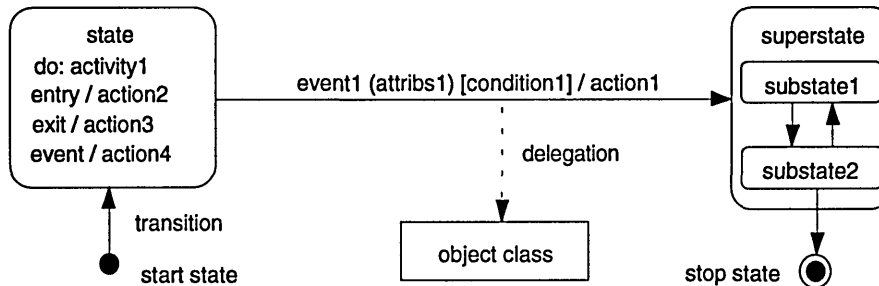 state
do: activity1
entry / action2
exit / action3
event / action4
event1 (attribs1) [condition1] / action1
superstate
substate1
substate2
delegation
transition
object class
start state
stop state